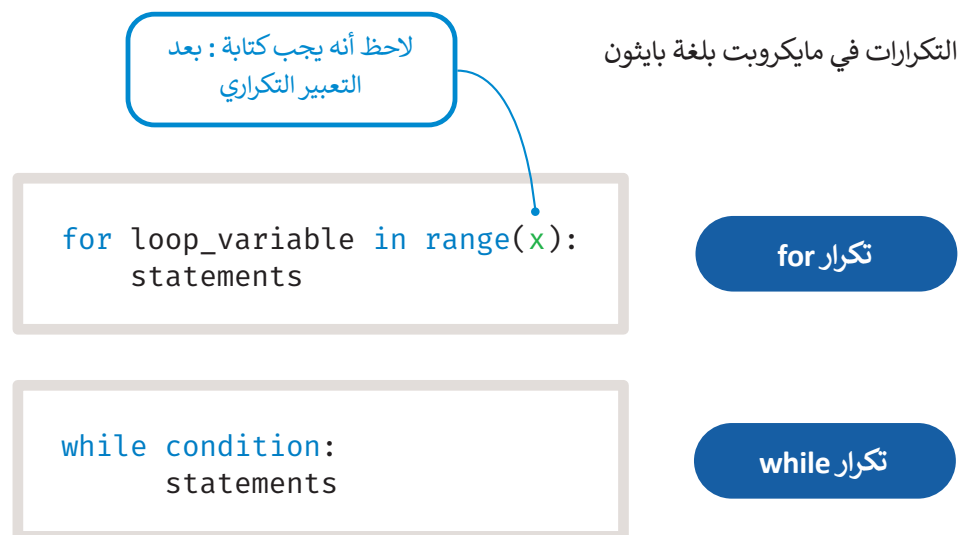 التكرارات في مايكروبت بلغة بايثون
لاحظ أنه يجب كتابة : بعد
التعبير التكراري
تكرار for
for loop_variable in range(x):
    statements
تكرار while
while condition:
      statements